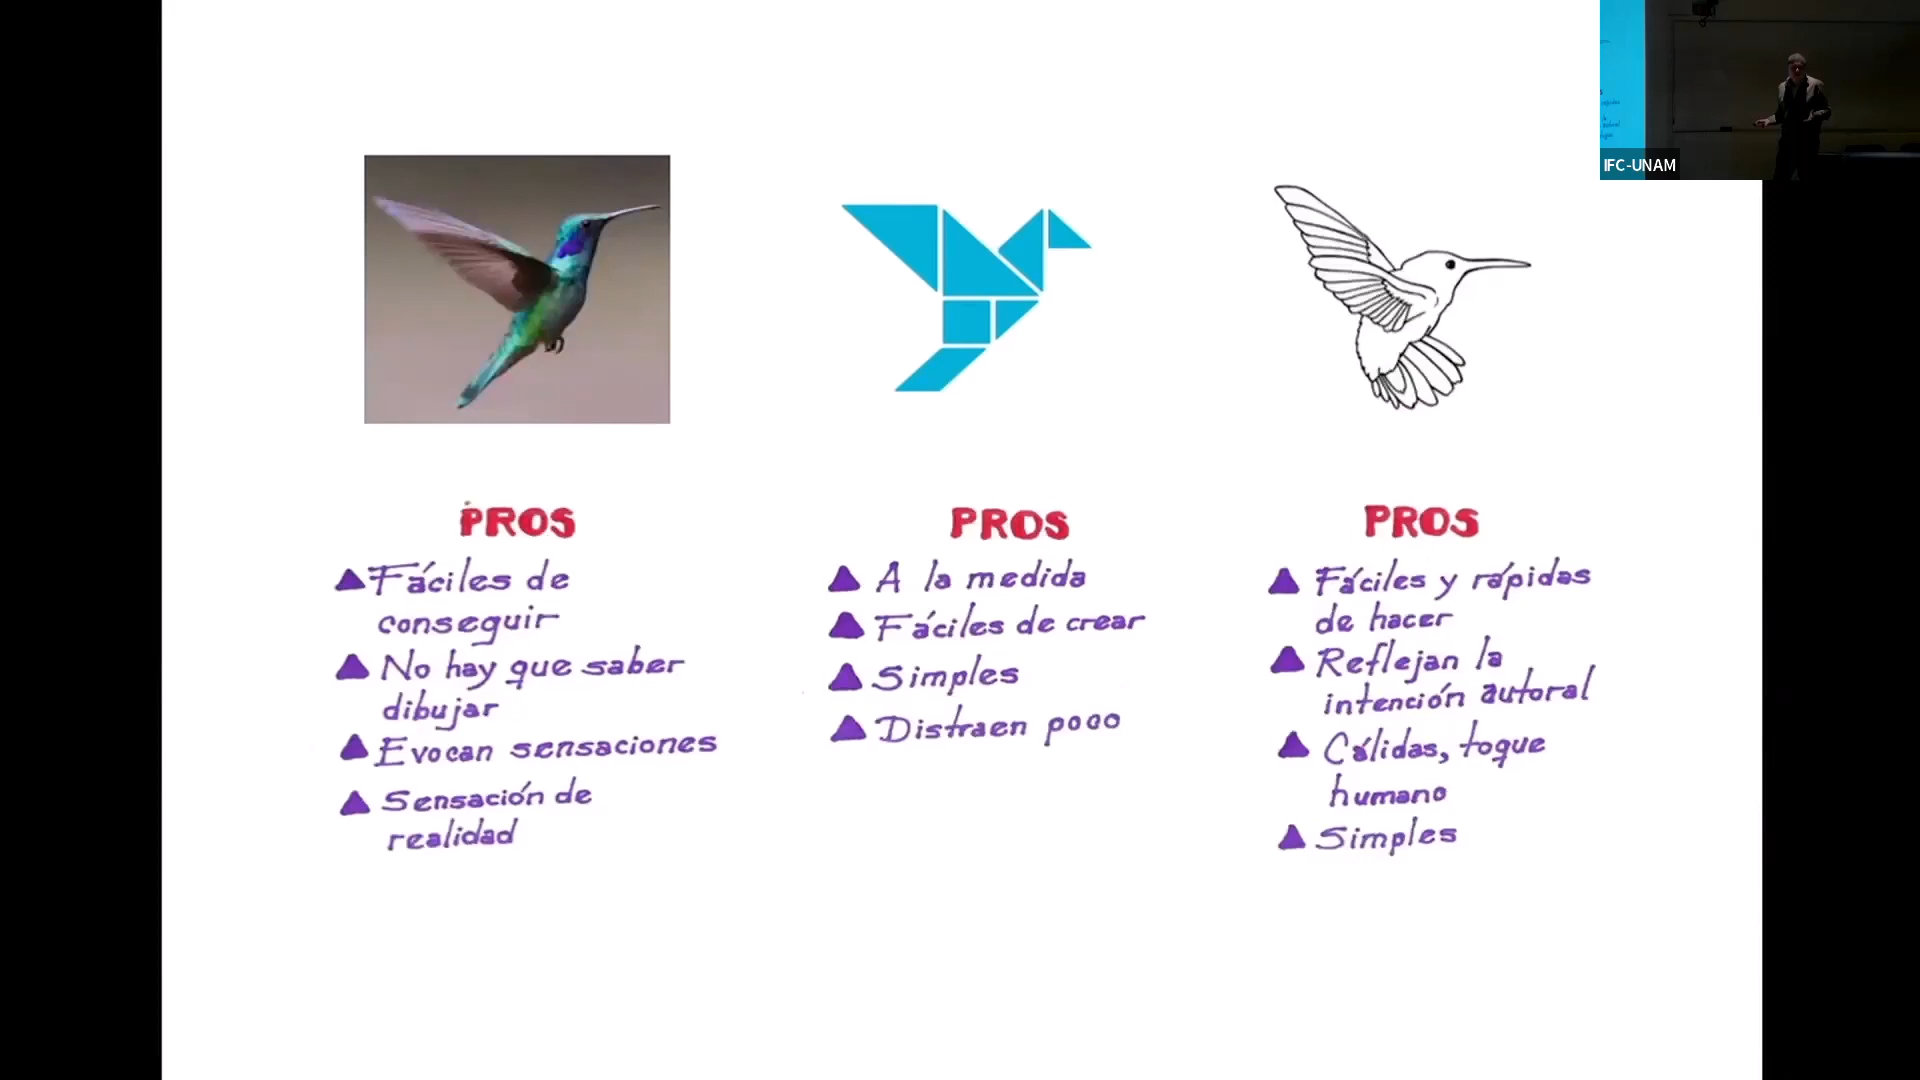 IFC-UNAM
PROS
Fáciles de
conseguir
No hay que saber
dibujar
Evocan sensaciones
Sensación de
realidad
PROS
A la medida
Fáciles de crear
Simples
Distraen poco
PROS
Fáciles y rápidas
de hacer
Reflejan la
intención autoral
Cálidas, toque
humano
Simples